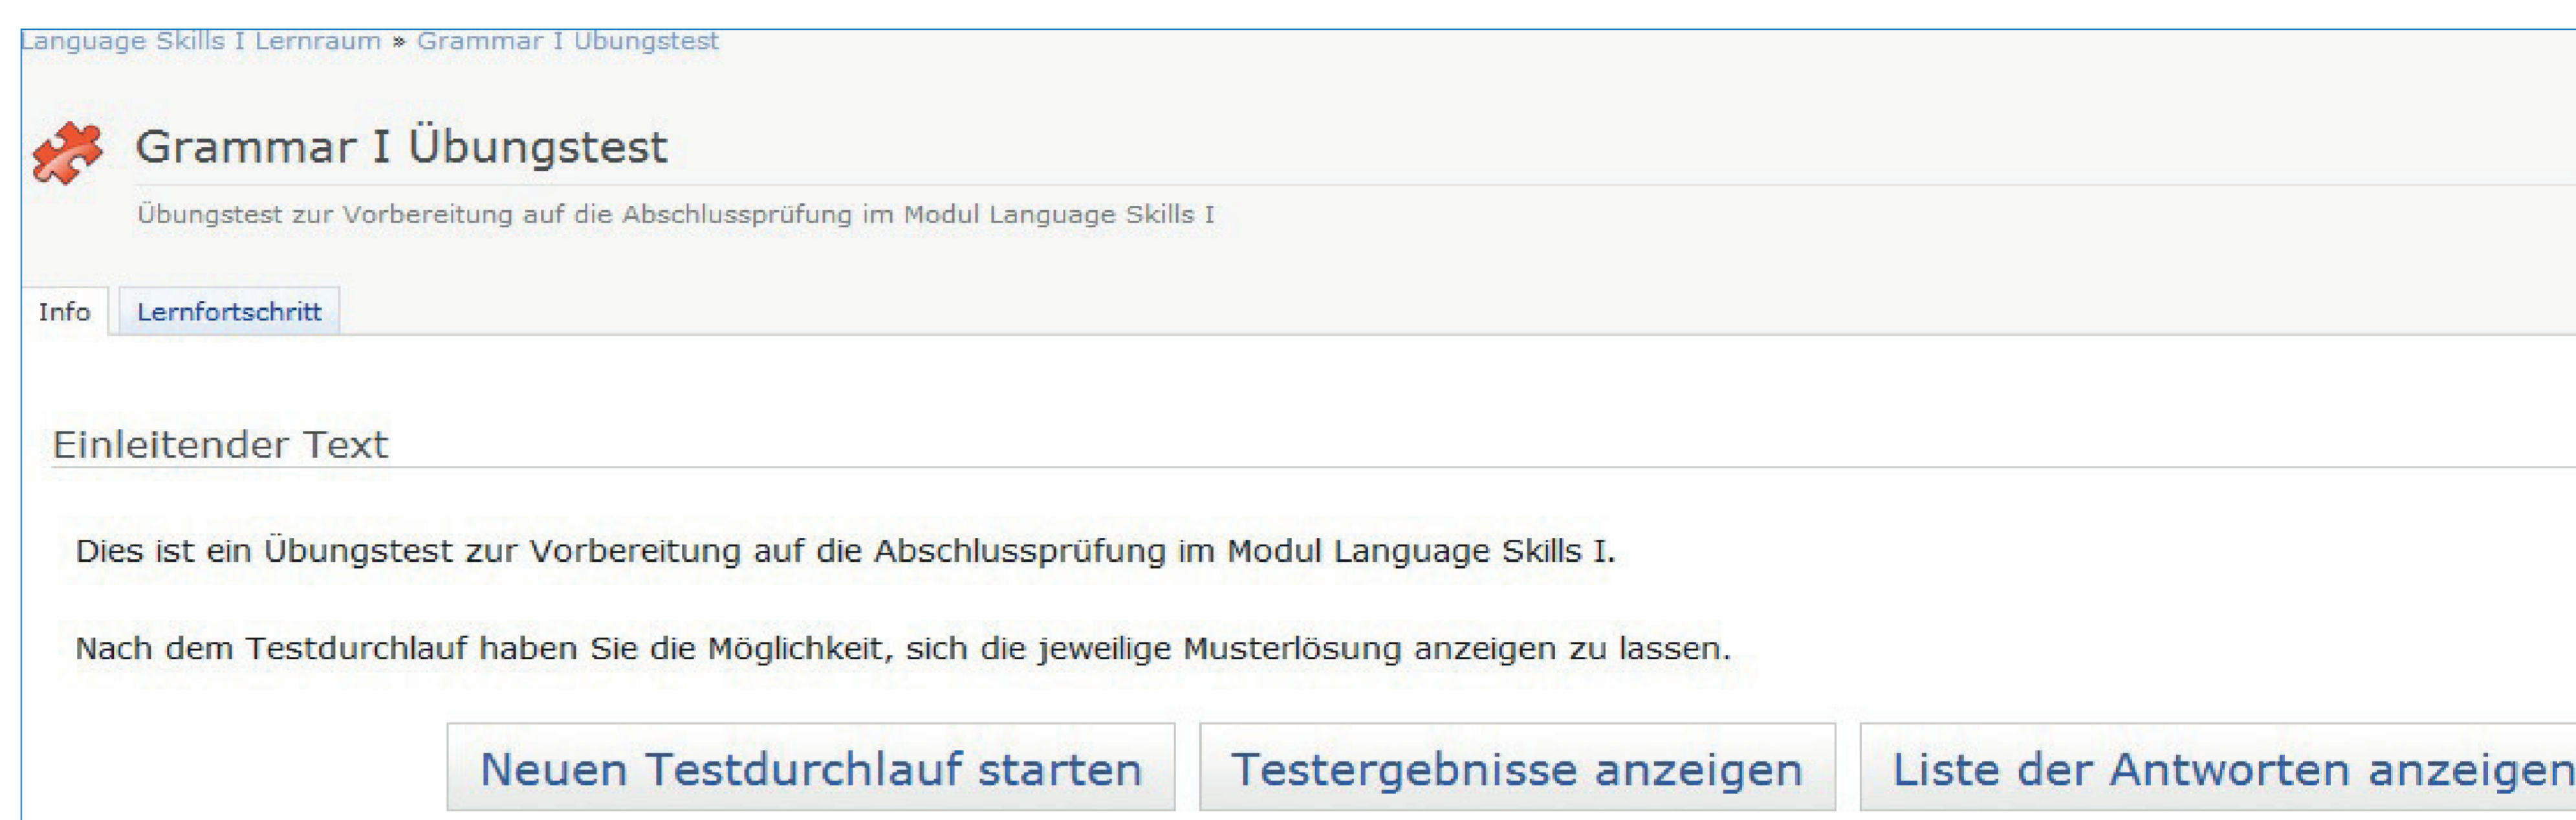 Language Skills I Lernraum » Grammar I Übungstest
Grammar I Übungstest
Übungstest zur Vorbereitung auf die Abschlussprüfung im Modul Language Skills I
Info Lernfortschritt
Einleitender Text
Dies ist ein Übungstest zur Vorbereitung auf die Abschlussprüfung im Modul Language Skills I.
Nach dem Testdurchlauf haben Sie die Möglichkeit, sich die jeweilige Musterlösung anzeigen zu lassen.
Neuen Testdurchlauf starten Testergebnisse anzeigen Liste der Antworten anzeigen